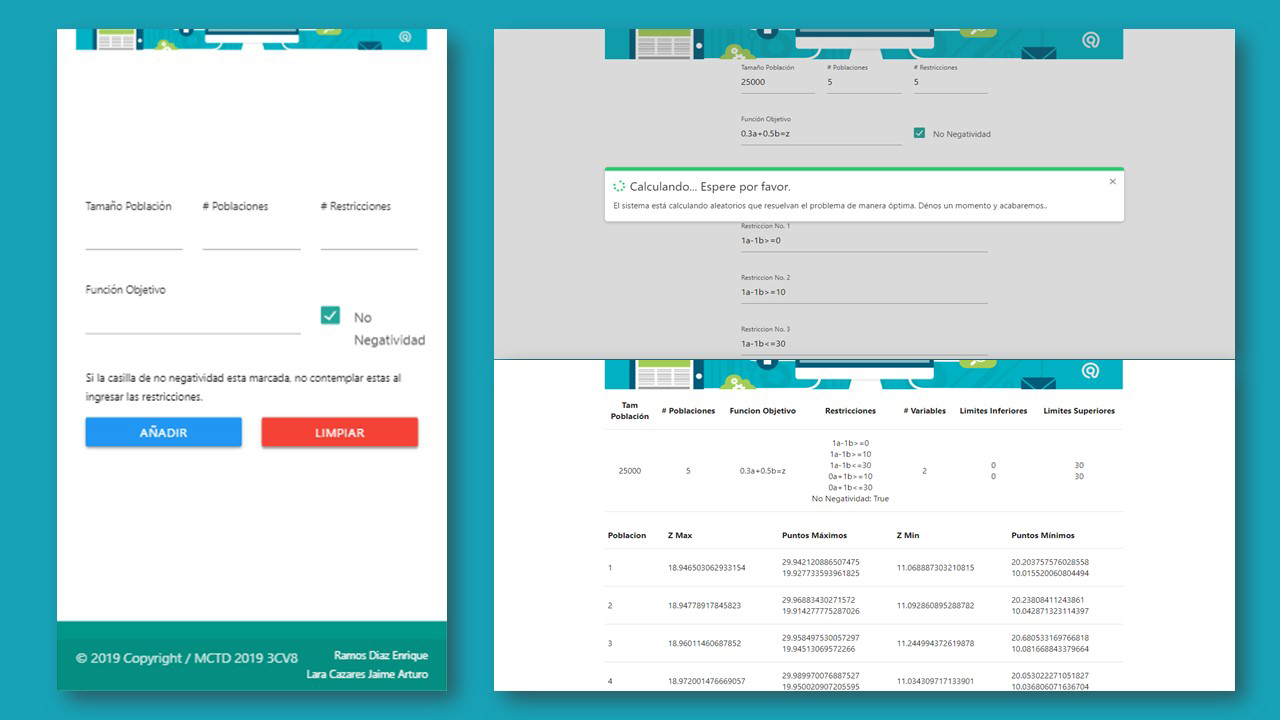 Tamaño Población # Poblaciones # Restricciones
Función Objetivo
No
Negatividad
Si la casilla de no negatividad esta marcada, no contemplar estas al
ingresar las restricciones.
AÑADIR LIMPIAR
© 2019 Copyright / MCTD 2019 3CV8
Ramos Diaz Enrique
Lara Cazares Jaime Arturo
Tamaño Población # Poblaciones # Restricciones
25000 5 5
Función Objetivo
0.3a+0.5b=z No Negatividad
Calculando... Espere por favor. ×
El sistema está calculando aleatorios que resuelvan el problema de manera óptima. Dénos un momento y acabaremos..
Restriccion No. 1
1a-1b>=0
Restriccion No. 2
1a-1b>=10
Restriccion No. 3
1a-1b<=30
Tam
Población # Poblaciones Funcion Objetivo Restricciones # Variables Limites Inferiores Limites Superiores
1a-1b>=0
1a-1b>=10
1a-1b<=30 0 30
25000 5 0.3a+0.5b=z 2
0a+1b>=10 0 30
0a+1b<=30
No Negatividad: True
Poblacion Z Max Puntos Máximos Z Min Puntos Mínimos
1 18.946503062933154 29.942120886507475 11.068887303210815 20.203757576028558
19.927733593961825 10.015520060804494
2 18.94778917845823 29.96883430271572 11.092860895288782 20.23808411243861
19.914277775287026 10.042871323114397
3 18.96011460687852 29.958497530057297 11.244994372619878 20.680533169766818
19.94513069572266 10.081668843379664
4 18.972001476669057 29.989970076887527 11.034309717133901 20.053022271051827
19.950020907205595 10.036806071636704